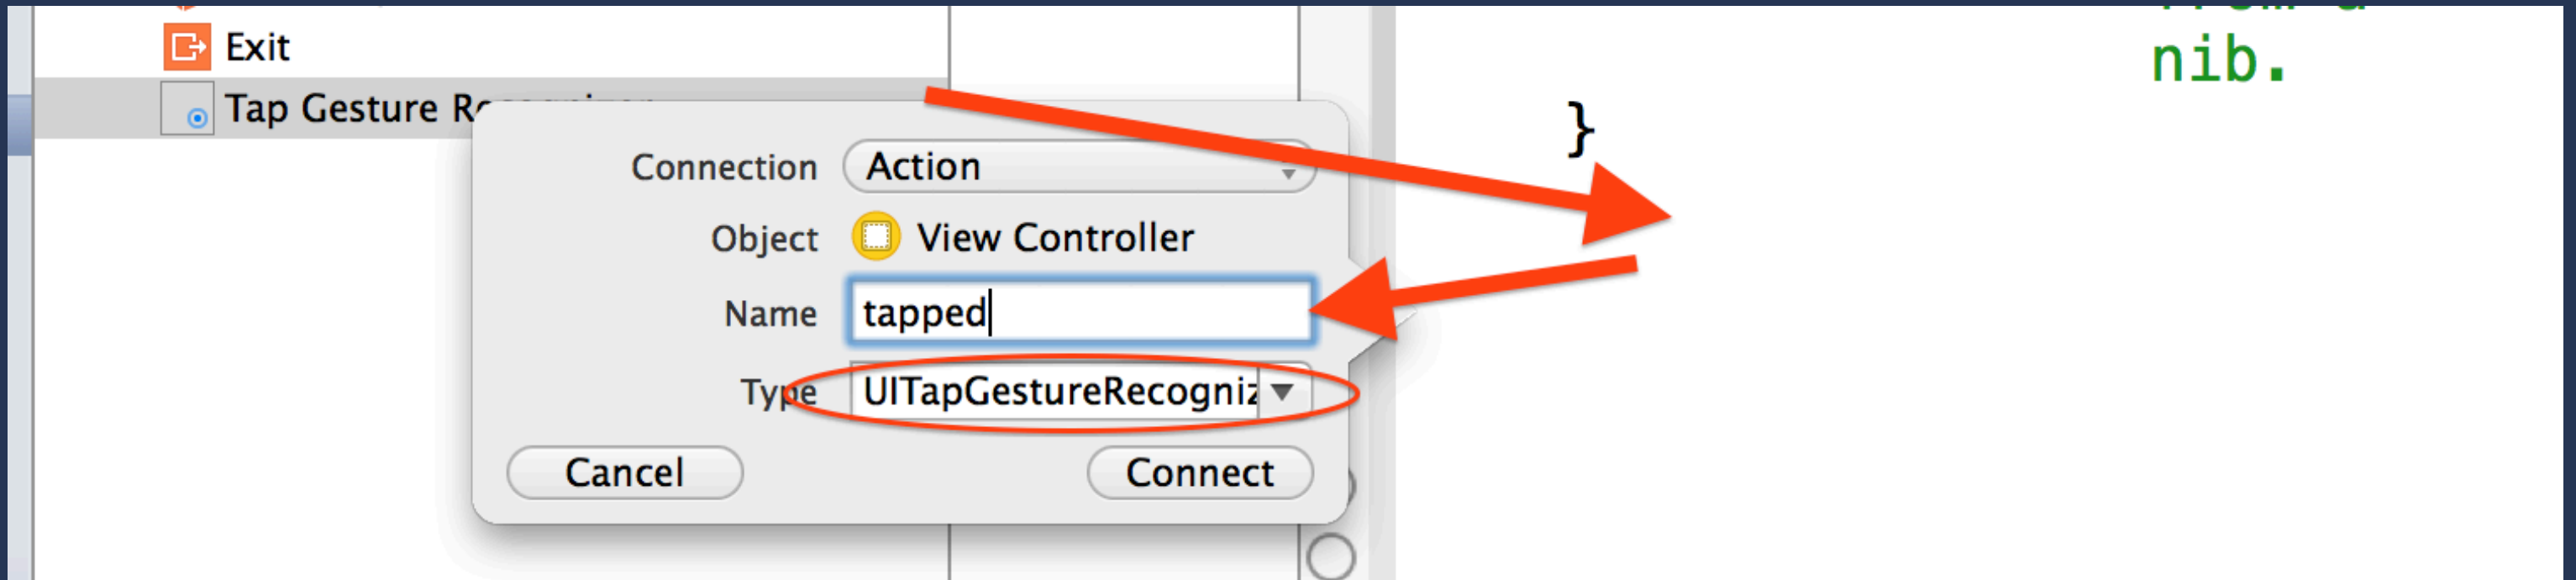 Exit
Tap Gesture
Connection Action
Object View Controller
Name tapped
Type UITapGestureRecogniz
Cancel Connect
nib.
}